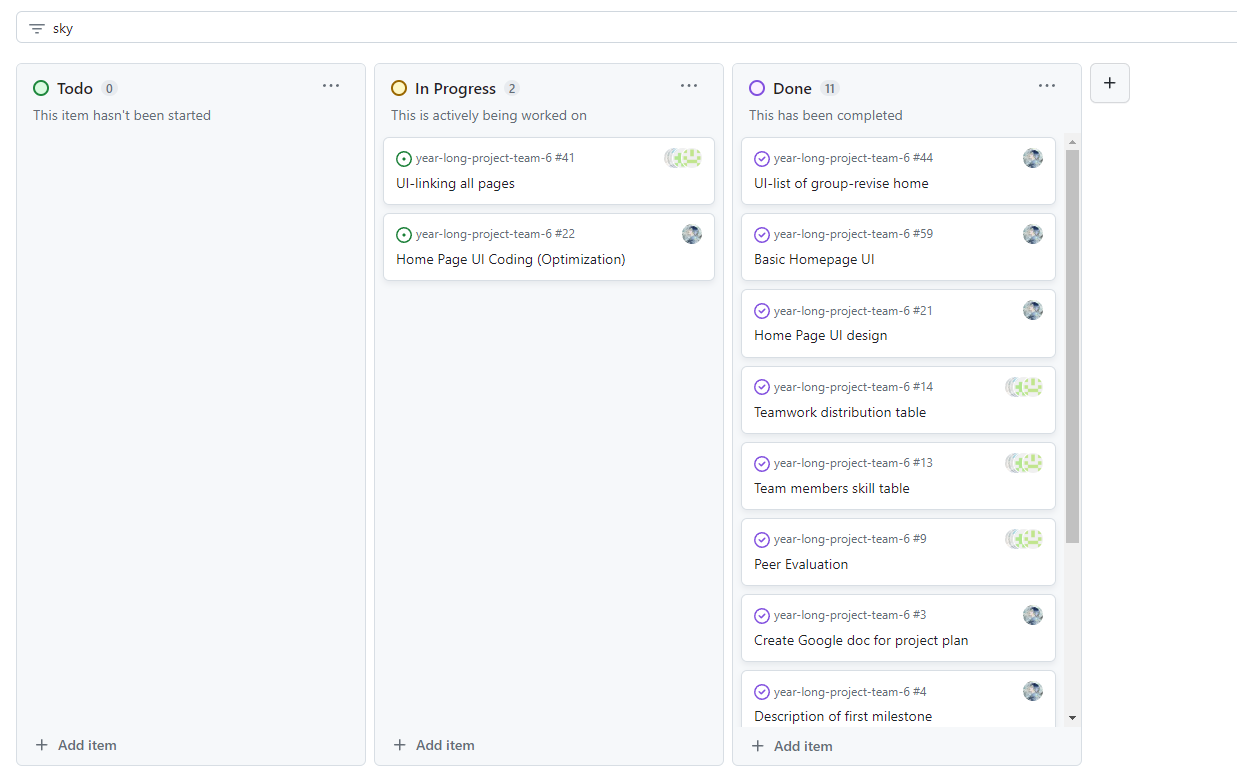 sky
Todo 0
This item hasn't been started
Add item
In Progress 2
This is actively being worked on
year-long-project-team-6 #41
UI-linking all pages
year-long-project-team-6 #22
Home Page UI Coding (Optimization)
Add item
Done 11
This has been completed
year-long-project-team-6 #44
UI-list of group-revise home
year-long-project-team-6 #59
Basic Homepage UI
year-long-project-team-6 #21
Home Page UI design
year-long-project-team-6 #14
Teamwork distribution table
year-long-project-team-6 #13
Team members skill table
year-long-project-team-6 #9
Peer Evaluation
year-long-project-team-6 #3
Create Google doc for project plan
year-long-project-team-6 #4
Description of first milestone
Add item